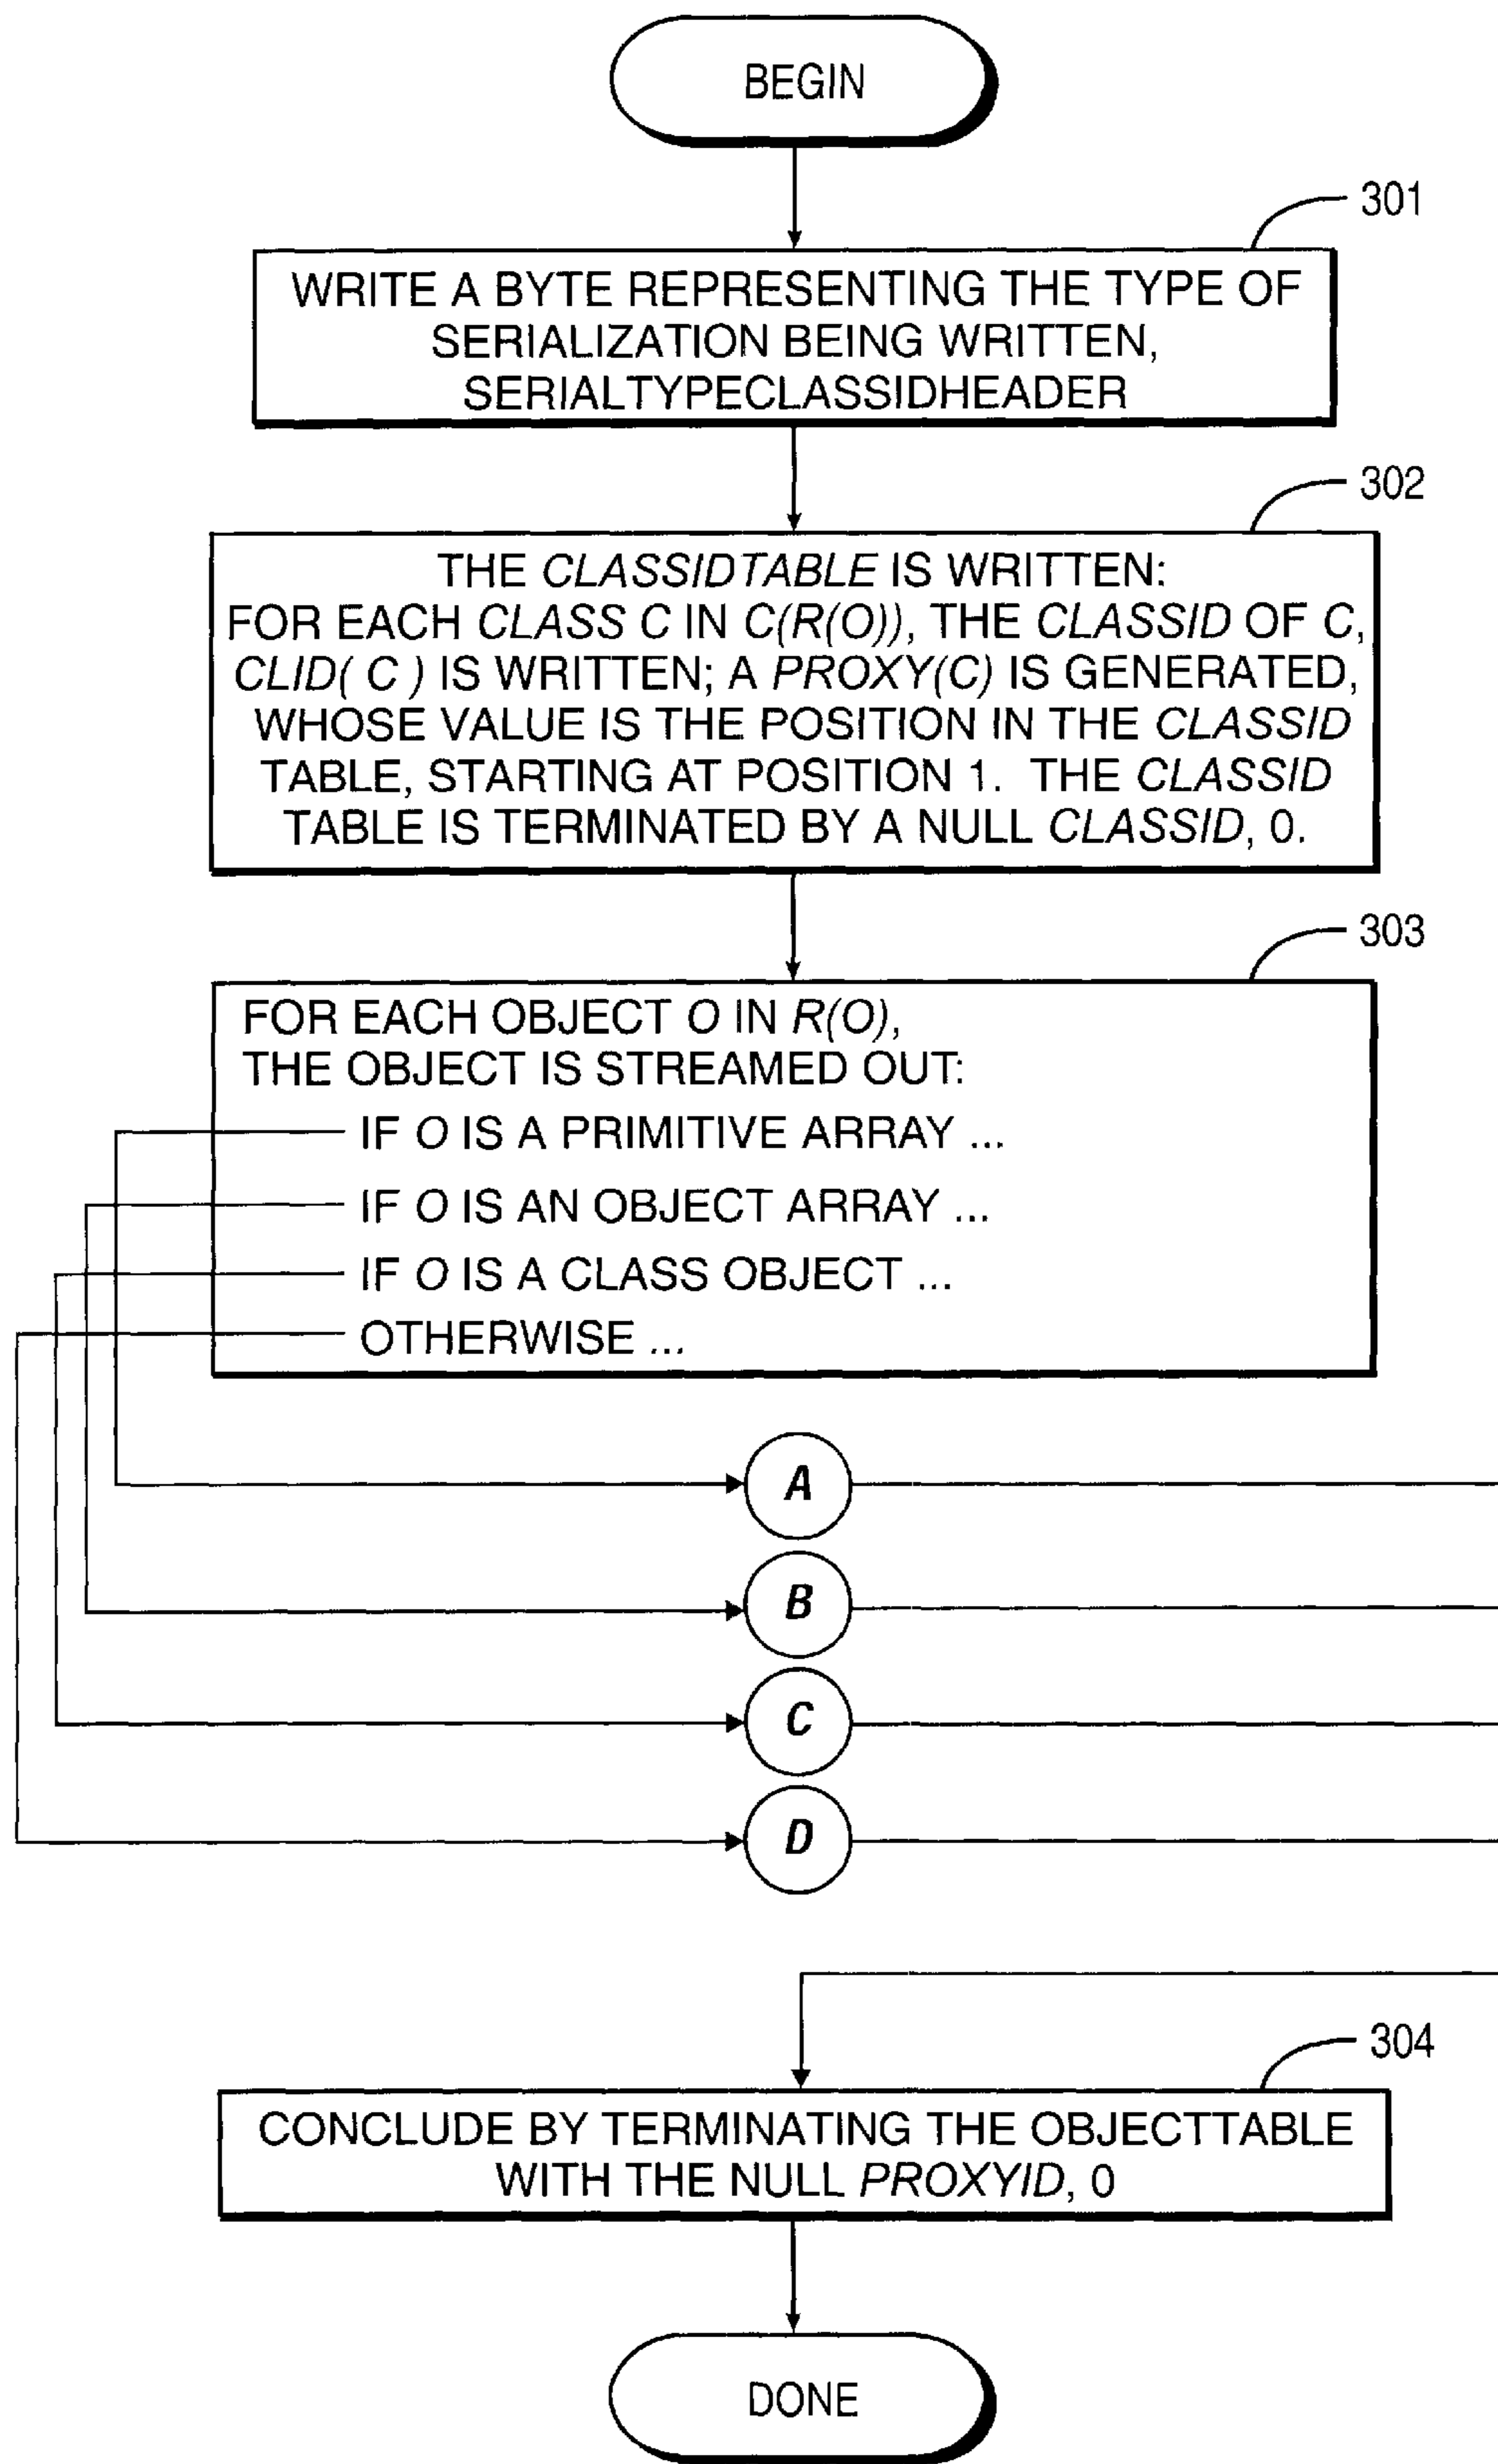 BEGIN
301
WRITE A BYTE REPRESENTING THE TYPE OF
SERIALIZATION BEING WRITTEN,
SERIALTYPECLASSIDHEADER
302
THE CLASSIDTABLE IS WRITTEN:
FOR EACH CLASS C IN C(R(O)), THE CLASSID OF C,
CLID( C ) IS WRITTEN; A PROXY(C) IS GENERATED,
WHOSE VALUE IS THE POSITION IN THE CLASSID
TABLE, STARTING AT POSITION 1. THE CLASSID
TABLE IS TERMINATED BY A NULL CLASSID, 0.
303
FOR EACH OBJECT O IN R(O),
THE OBJECT IS STREAMED OUT:
IF O IS A PRIMITIVE ARRAY ...
IF O IS AN OBJECT ARRAY ...
IF O IS A CLASS OBJECT ...
OTHERWISE ...
A
B
C
D
304
CONCLUDE BY TERMINATING THE OBJECTTABLE
WITH THE NULL PROXYID, 0
DONE